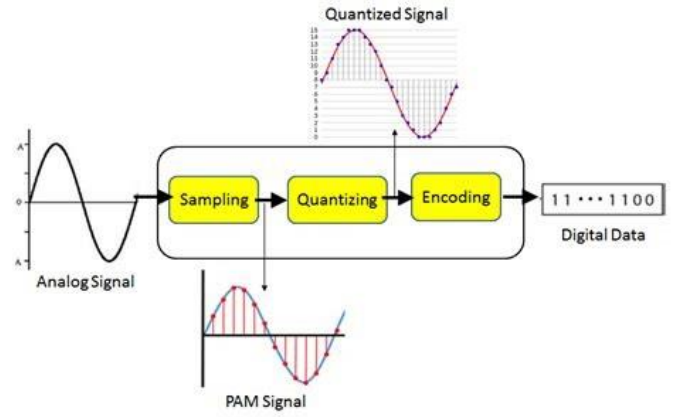 Quantized Signal
15
14
13
12
11
10
9
8
7
6
5
4
3
2
1
0
A
0
A
Sampling
Quantizing
Encoding
11 ••• 1100
Digital Data
Analog Signal
PAM Signal